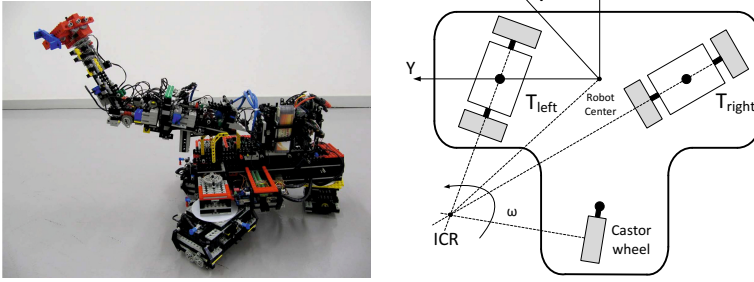 Y
T left
Robot
Center
T right
ICR
ω
Castor
wheel